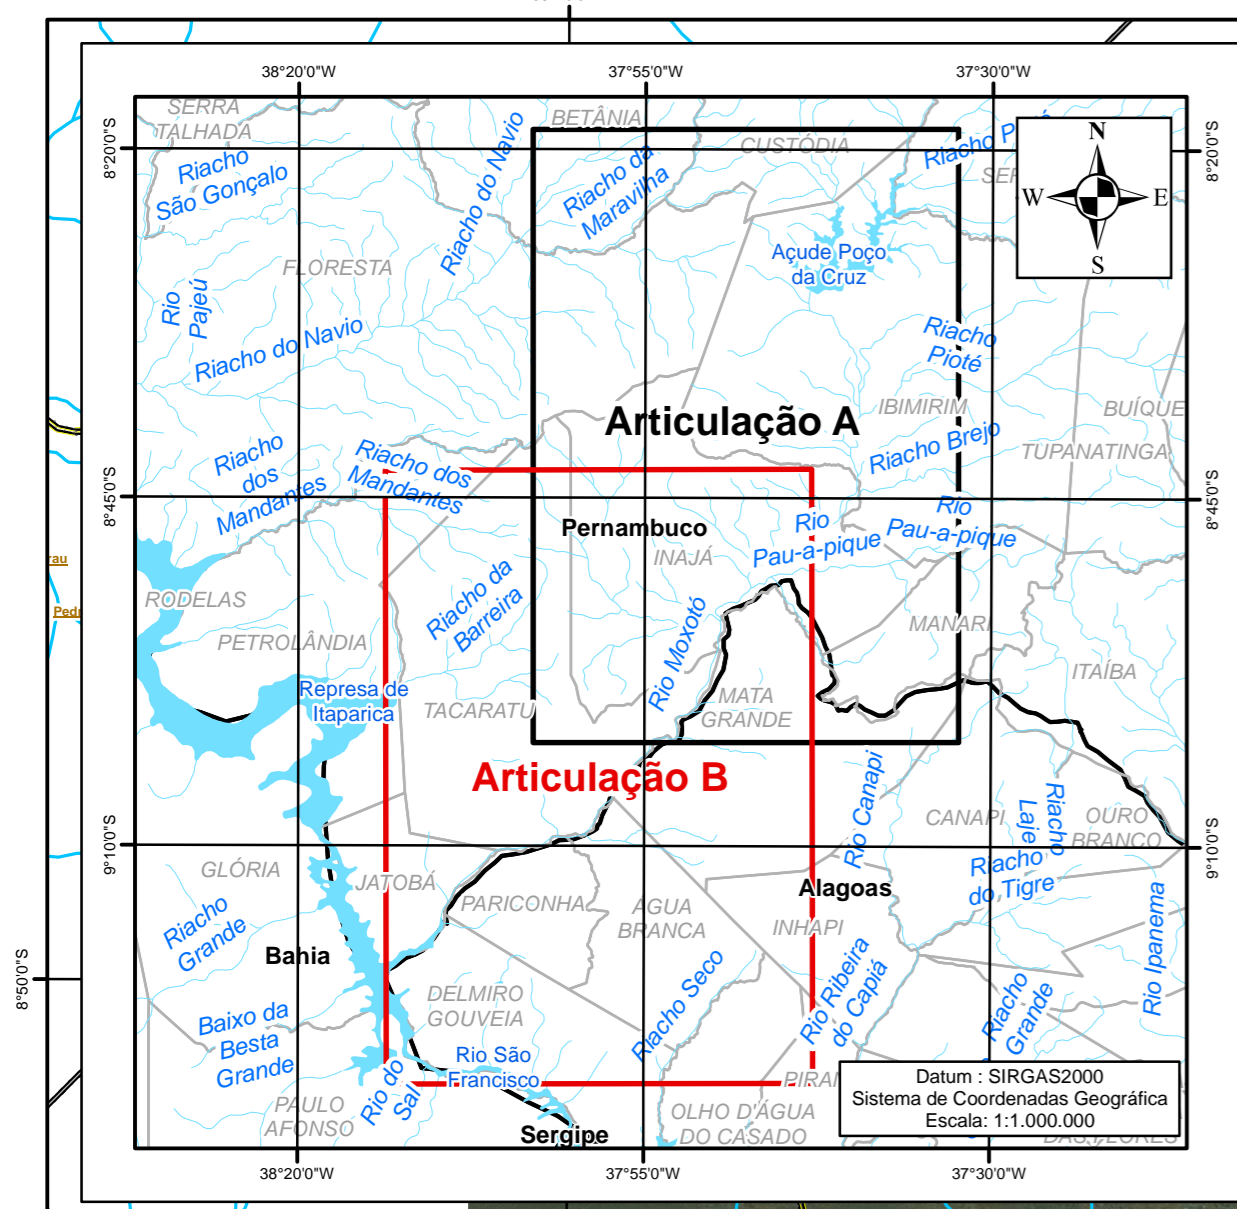 38°20'0"W
37°55'0"W
37°30'0"W
SERRA
TALHADA
BETÂNIA
CUSTÓDIA
8°20'0"S
8°20'0"S
N
W
E
S
Riacho
São Gonçalo
Riacho do Navio
Riacho da
Maravilha
Açude Poço
da Cruz
FLORESTA
Rio
Pajeú
Riacho do Navio
Riacho
Pioté
Articulação A
IBIMIRIM
BUÍQUE
TUPANATINGA
Riacho Brejo
Riacho
dos
Mandantes
Riacho dos
Mandantes
8°45'0"S
8°45'0"S
Pernambuco
INAJÁ
Rio
Pau-a-pique
Rio
Pau-a-pique
rau
Pedr
RODELAS
PETROLÂNDIA
Riacho da
Barreira
Rio Moxotó
MANARI
ITAÍBA
Represa de
Itaparica
TACARATU
MATA
GRANDE
Articulação B
Rio Canapi
CANAPI
Riacho
Laje
OURO
BRANCO
9°10'0"S
9°10'0"S
GLÓRIA
JATOBÁ
PARICONHA
ÁGUA
BRANCA
Alagoas
INHAPI
Riacho
do Tigre
Rio Ipanema
Riacho
Grande
Bahia
8°50'0"S
DELMIRO
GOUVEIA
Riacho Seco
Rio Ribeira
do Capiá
Riacho
Grande
Baixo da
Besta
Grande
Rio São
Francisco
Rio do
Sal
PAULO
AFONSO
Sergipe
OLHO D'ÁGUA
DO CASADO
Datum : SIRGAS2000
Sistema de Coordenadas Geográfica
Escala: 1:1.000.000
38°20'0"W
37°55'0"W
37°30'0"W